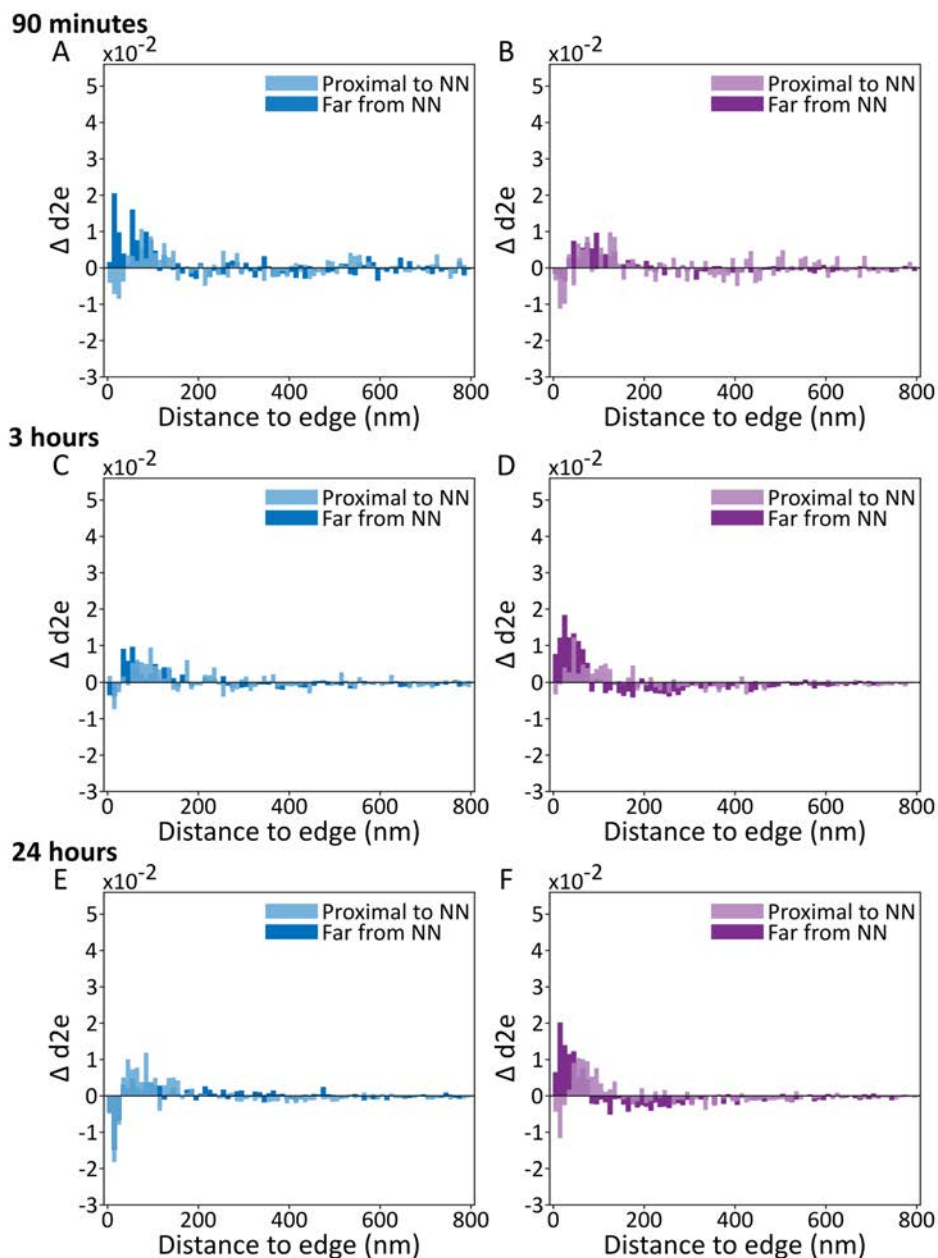 90 minutes
A
x10-2
Proximal to NN
Far from NN
5
4
3
2
1
0
-1
-2
-3
Δ d2e
0 200 400 600 800
Distance to edge (nm)
B
x10-2
Proximal to NN
Far from NN
5
4
3
2
1
0
-1
-2
-3
Δ d2e
0 200 400 600 800
Distance to edge (nm)
3 hours
C
x10-2
Proximal to NN
Far from NN
5
4
3
2
1
0
-1
-2
-3
Δ d2e
0 200 400 600 800
Distance to edge (nm)
D
x10-2
Proximal to NN
Far from NN
5
4
3
2
1
0
-1
-2
-3
Δ d2e
0 200 400 600 800
Distance to edge (nm)
24 hours
E
x10-2
Proximal to NN
Far from NN
5
4
3
2
1
0
-1
-2
-3
Δ d2e
0 200 400 600 800
Distance to edge (nm)
F
x10-2
Proximal to NN
Far from NN
5
4
3
2
1
0
-1
-2
-3
Δ d2e
0 200 400 600 800
Distance to edge (nm)